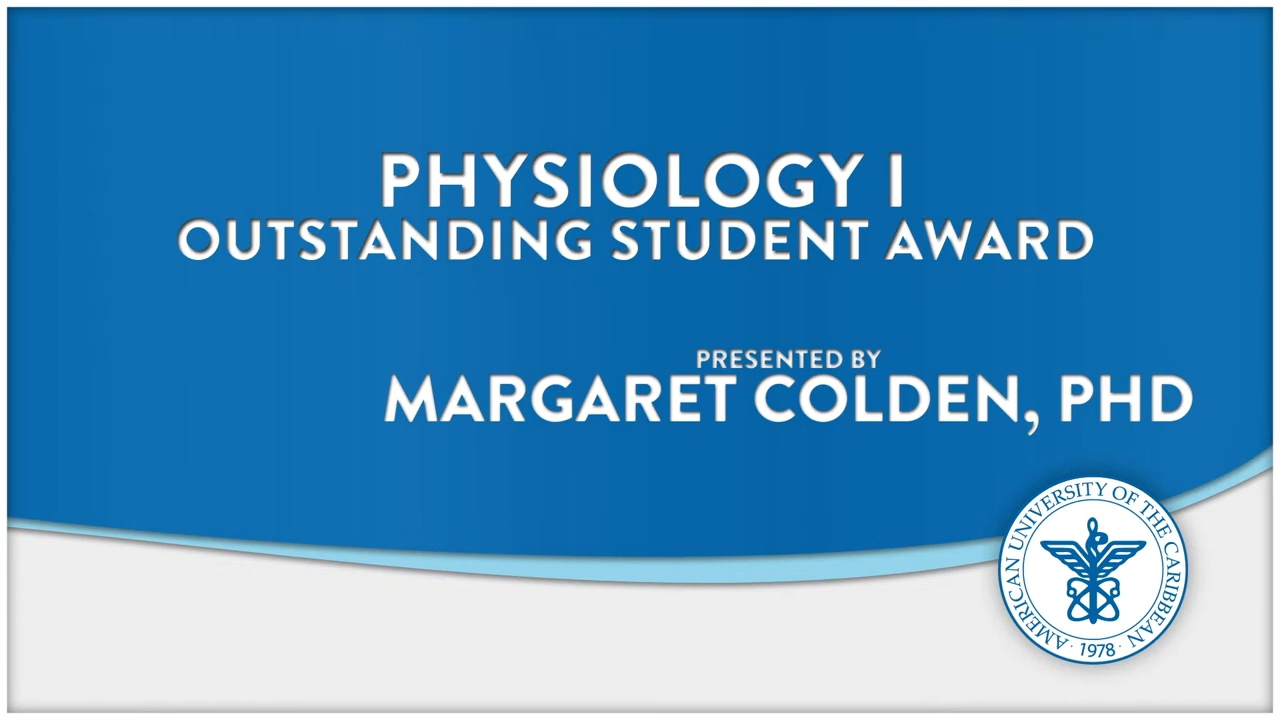 PHYSIOLOGY I
OUTSTANDING STUDENT AWARD
PRESENTED BY
MARGARET COLDEN, PHD
AMERICAN UNIVERSITY OF THE CARIBBEAN
· 1978 ·